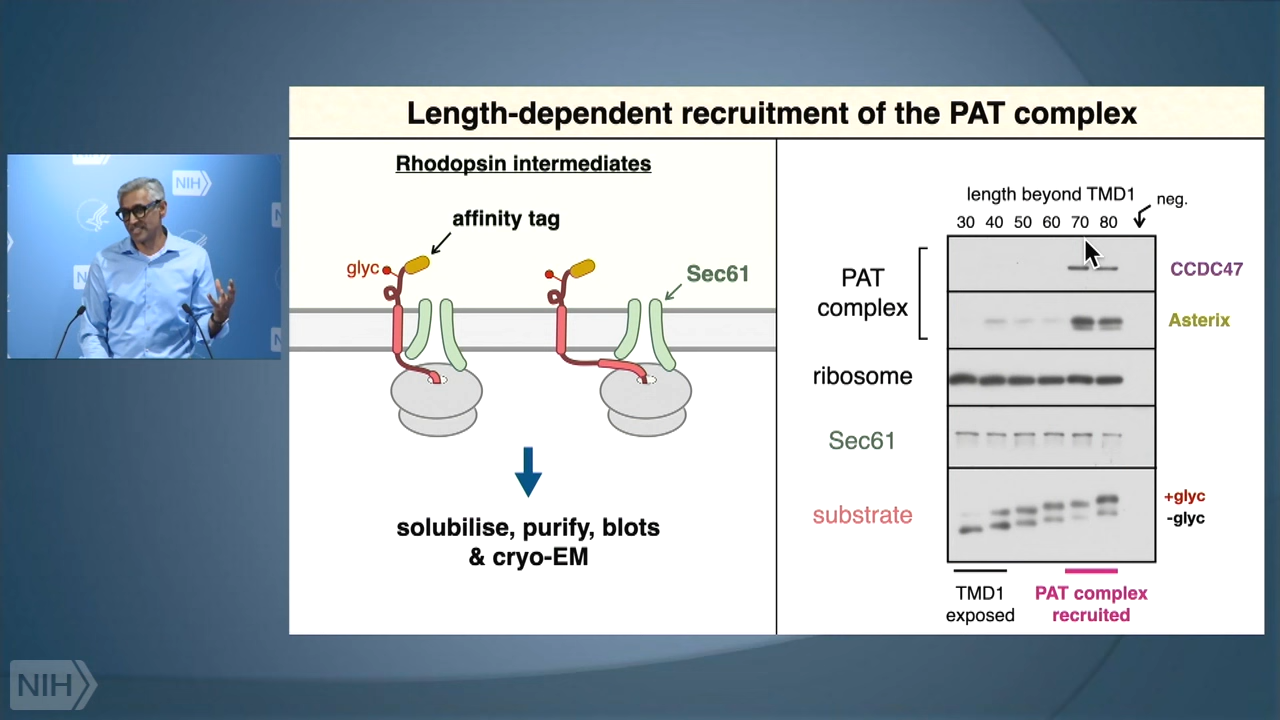 Length-dependent recruitment of the PAT complex
Rhodopsin intermediates
affinity tag
glyc
Sec61
solubilise, purify, blots
& cryo-EM
length beyond TMD1
neg.
30 40 50 60 70 80
PAT
complex
CCDC47
Asterix
ribosome
Sec61
substrate
+glyc
-glyc
TMD1
exposed
PAT complex
recruited
NIH
NIH